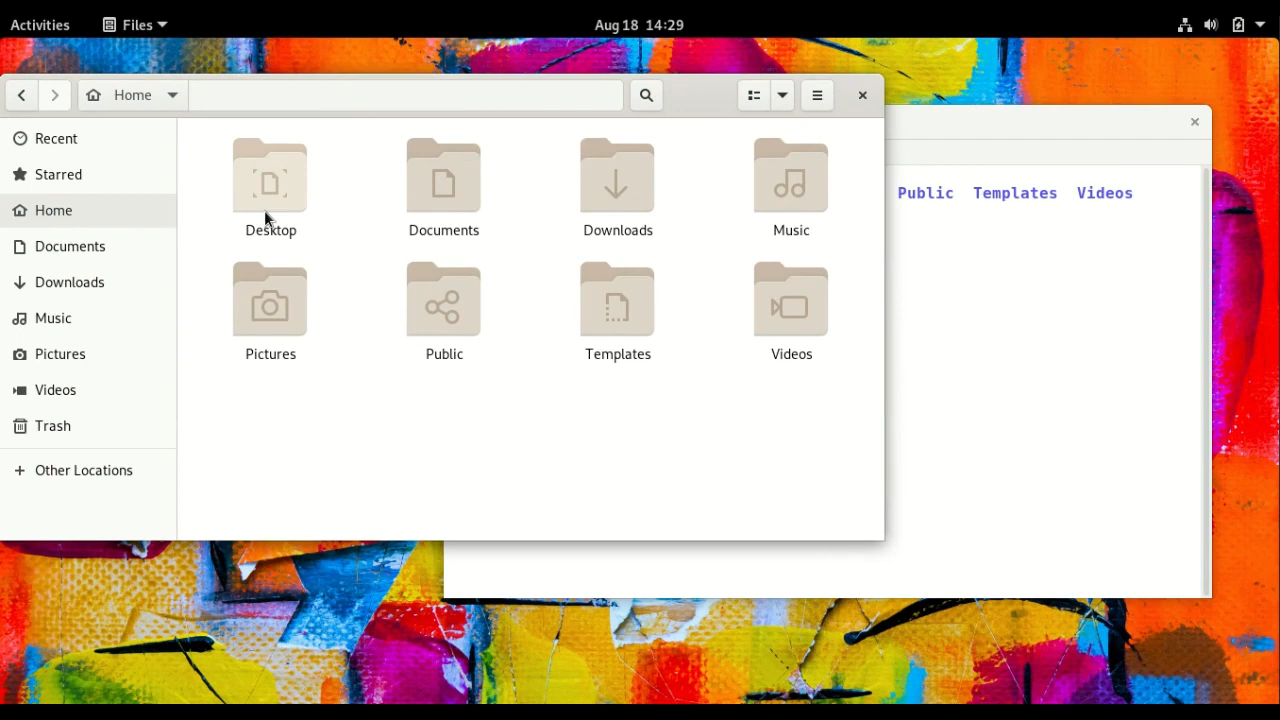 Activities Files Aug 18 14:29
Home
Recent
Starred
Home
Documents
Downloads
Music
Pictures
Videos
Trash
Other Locations
Desktop Documents Downloads Music
Pictures Public Templates Videos
Public Templates Videos